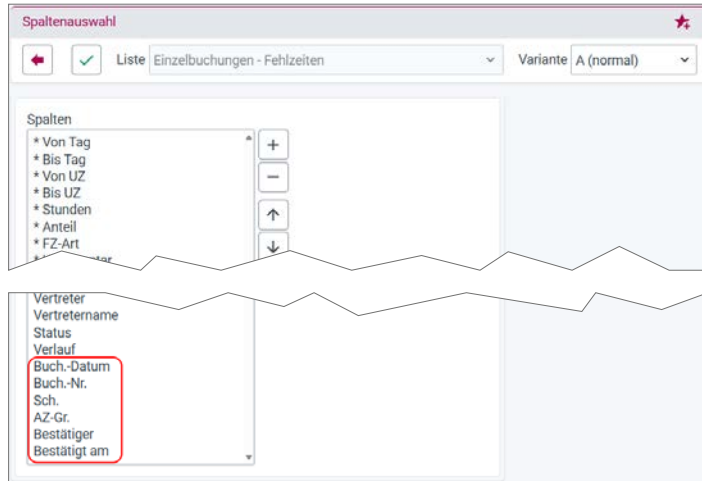 Spaltenauswahl
Liste Einzelbuchungen - Fehlzeiten Variante A (normal)
Spalten
* Von Tag
* Bis Tag
* Von UZ
* Bis UZ
* Stunden
* Anteil
* FZ-Art
Vertreter
Vertretername
Status
Verlauf
Buch.-Datum
Buch.-Nr.
Sch.
AZ-Gr.
Bestätiger
Bestätigt am